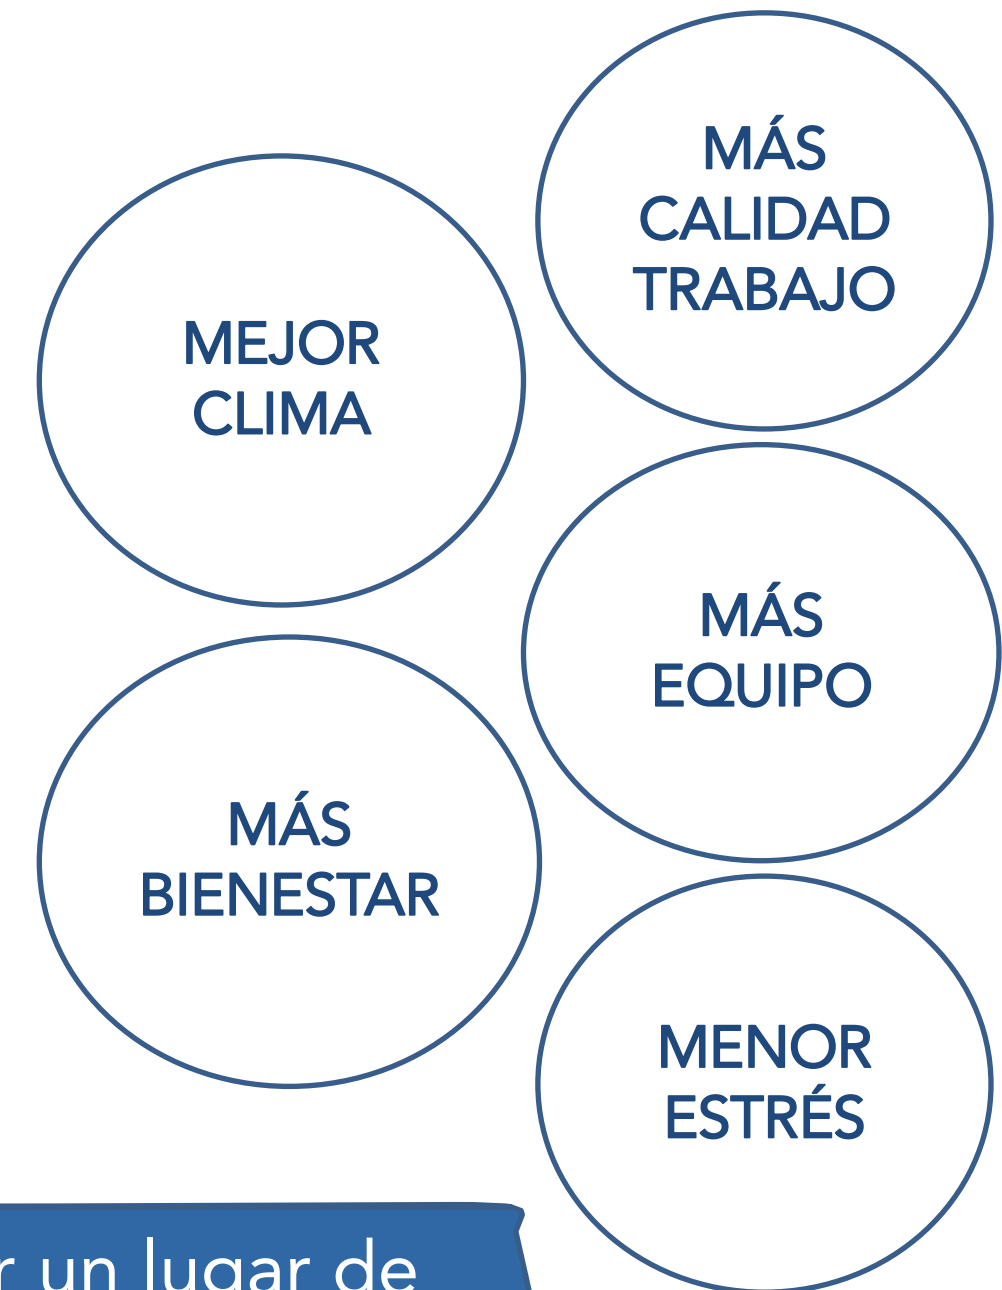 MÁS
CALIDAD
TRABAJO
MEJOR
CLIMA
MÁS
EQUIPO
MÁS
BIENESTAR
MENOR
ESTRÉS
un lugar de